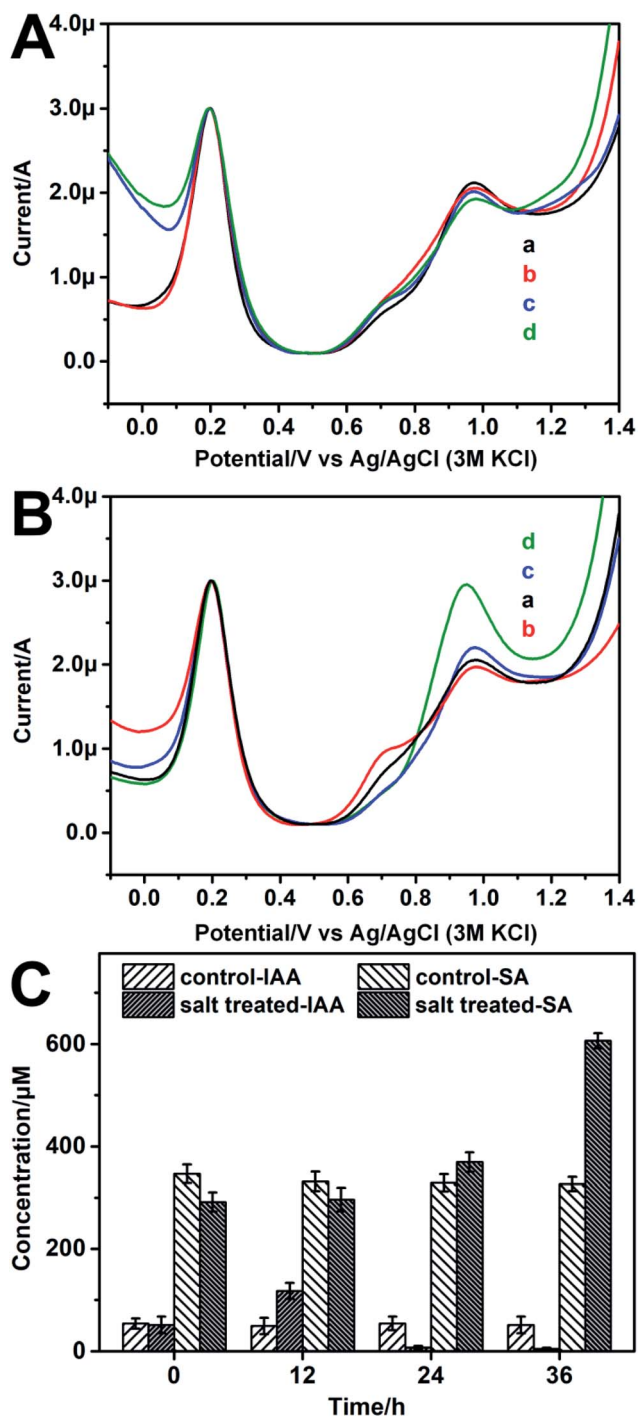 A
4.0μ
3.0μ
2.0μ
1.0μ
0.0
Current/A
a
b
c
d
0.0 0.2 0.4 0.6 0.8 1.0 1.2 1.4
Potential/V vs Ag/AgCl (3M KCl)
B
4.0μ
3.0μ
2.0μ
1.0μ
0.0
Current/A
d
c
a
b
0.0 0.2 0.4 0.6 0.8 1.0 1.2 1.4
Potential/V vs Ag/AgCl (3M KCl)
C
control-IAA control-SA
salt treated-IAA salt treated-SA
600
400
200
0
Concentration/μM
0 12 24 36
Time/h